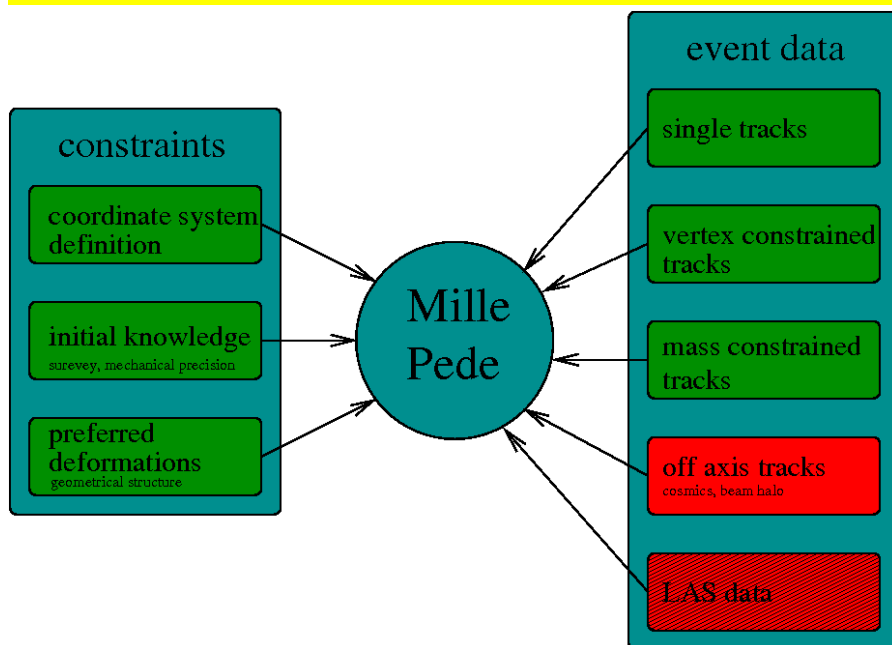 constraints
coordinate system
definition
initial knowledge
surevey, mechanical precision
preferred
deformations
geometrical structure
Mille
Pede
event data
single tracks
vertex constrained
tracks
mass constrained
tracks
off axis tracks
cosmics, beam halo
LAS data